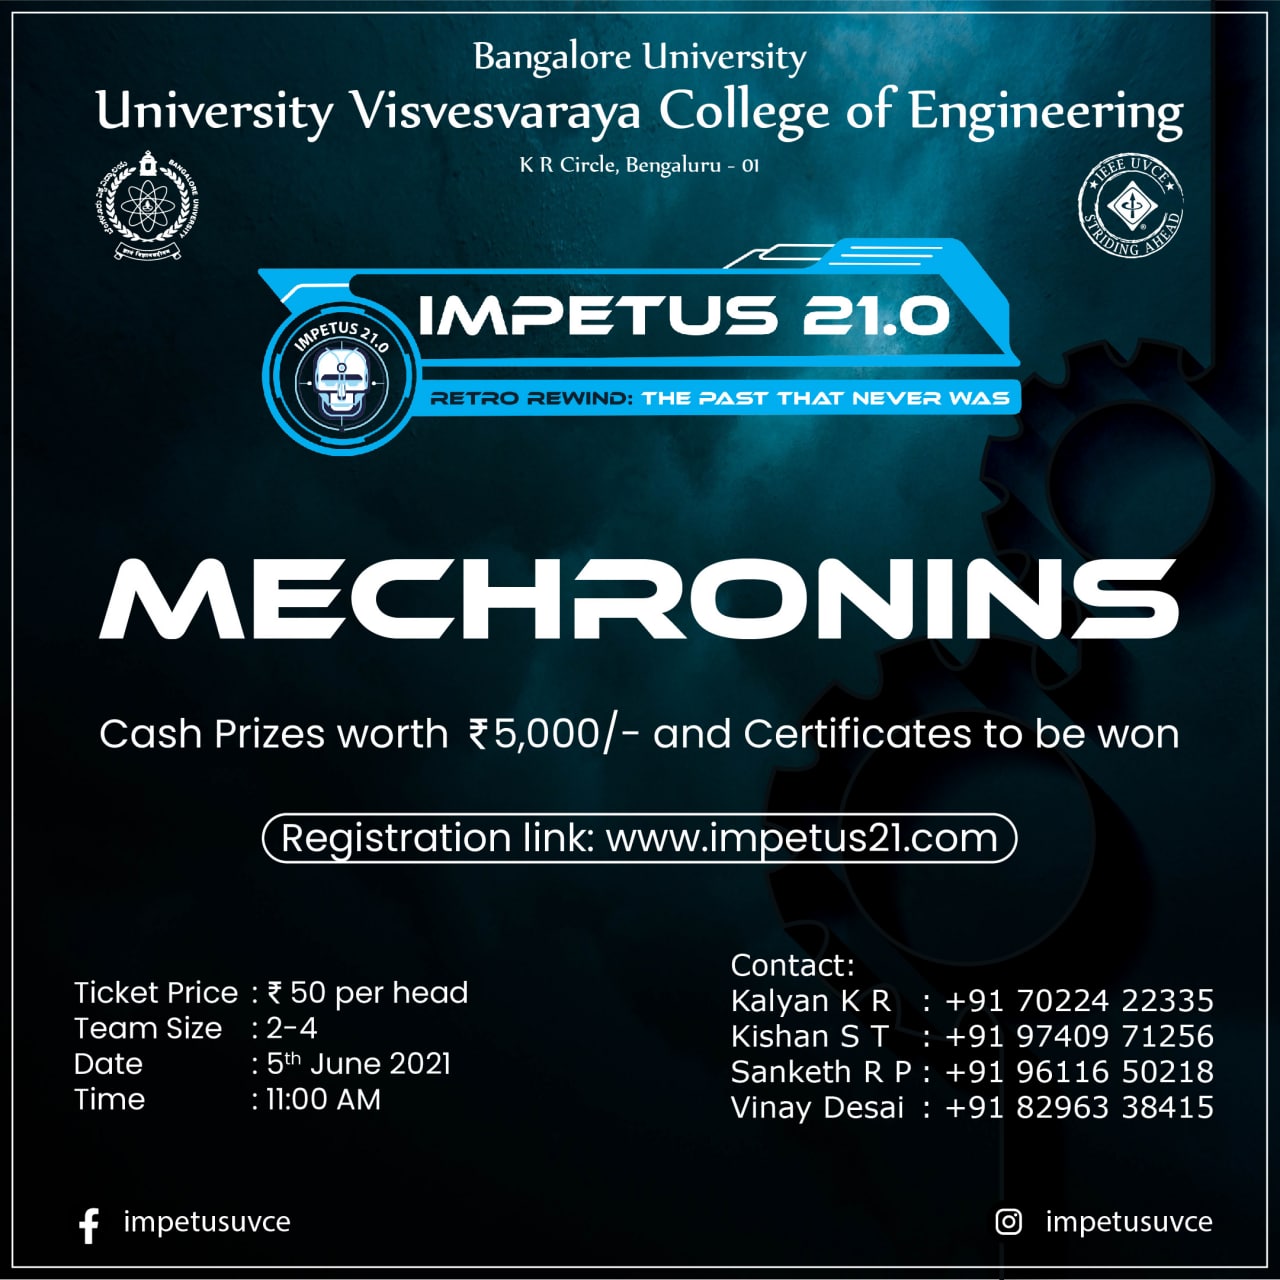 Bangalore University
University Visvesvaraya College of Engineering
K R Circle, Bengaluru - 01
BANGALORE UNIVERSITY
IEEE UVCE
STRIDING AHEAD
IMPETUS 21.0
IMPETUS 21.0
RETRO REWIND: THE PAST THAT NEVER WAS
MECHRONINS
Cash Prizes worth ₹5,000/- and Certificates to be won
Registration link: www.impetus21.com
Ticket Price : ₹ 50 per head
Team Size : 2-4
Date : 5th June 2021
Time : 11:00 AM
Contact:
Kalyan K R : +91 70224 22335
Kishan S T : +91 97409 71256
Sanketh R P : +91 96116 50218
Vinay Desai : +91 82963 38415
impetusuvce
impetusuvce